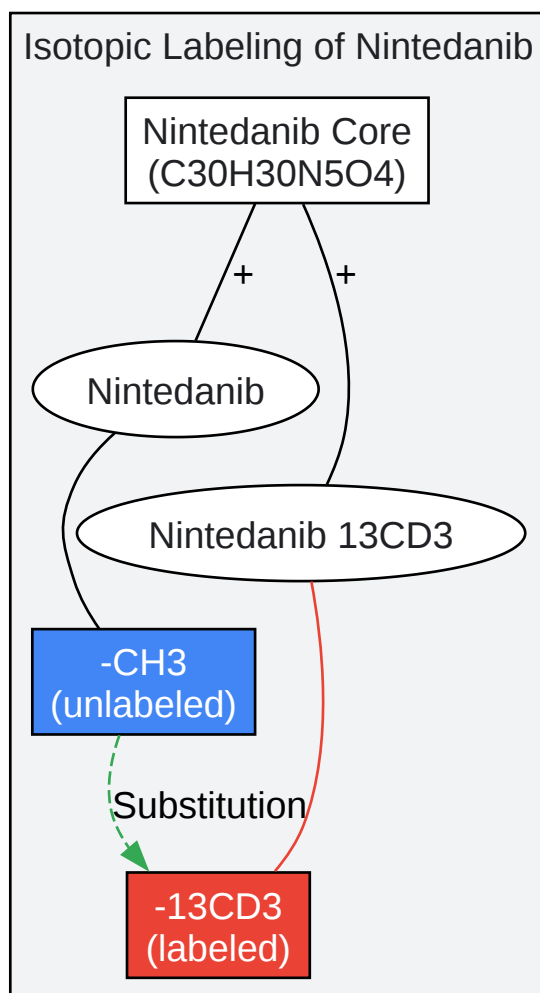 Isotopic Labeling of Nintedanib
Nintedanib Core
(C30H30N5O4)
+
+
Nintedanib
Nintedanib 13CD3
-CH3
(unlabeled)
Substitution
-13CD3
(labeled)